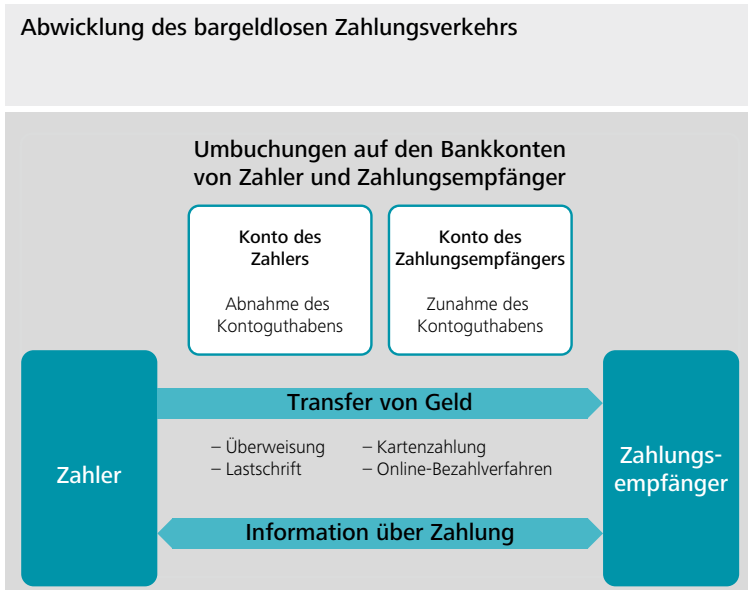 Abwicklung des bargeldlosen Zahlungsverkehrs
Umbuchungen auf den Bankkonten
von Zahler und Zahlungsempfänger
Konto des
Zahlers
Abnahme des
Kontoguthabens
Konto des
Zahlungsempfängers
Zunahme des
Kontoguthabens
Zahler
Transfer von Geld
– Überweisung
– Lastschrift
– Kartenzahlung
– Online-Bezahlverfahren
Information über Zahlung
Zahlungs-
empfänger